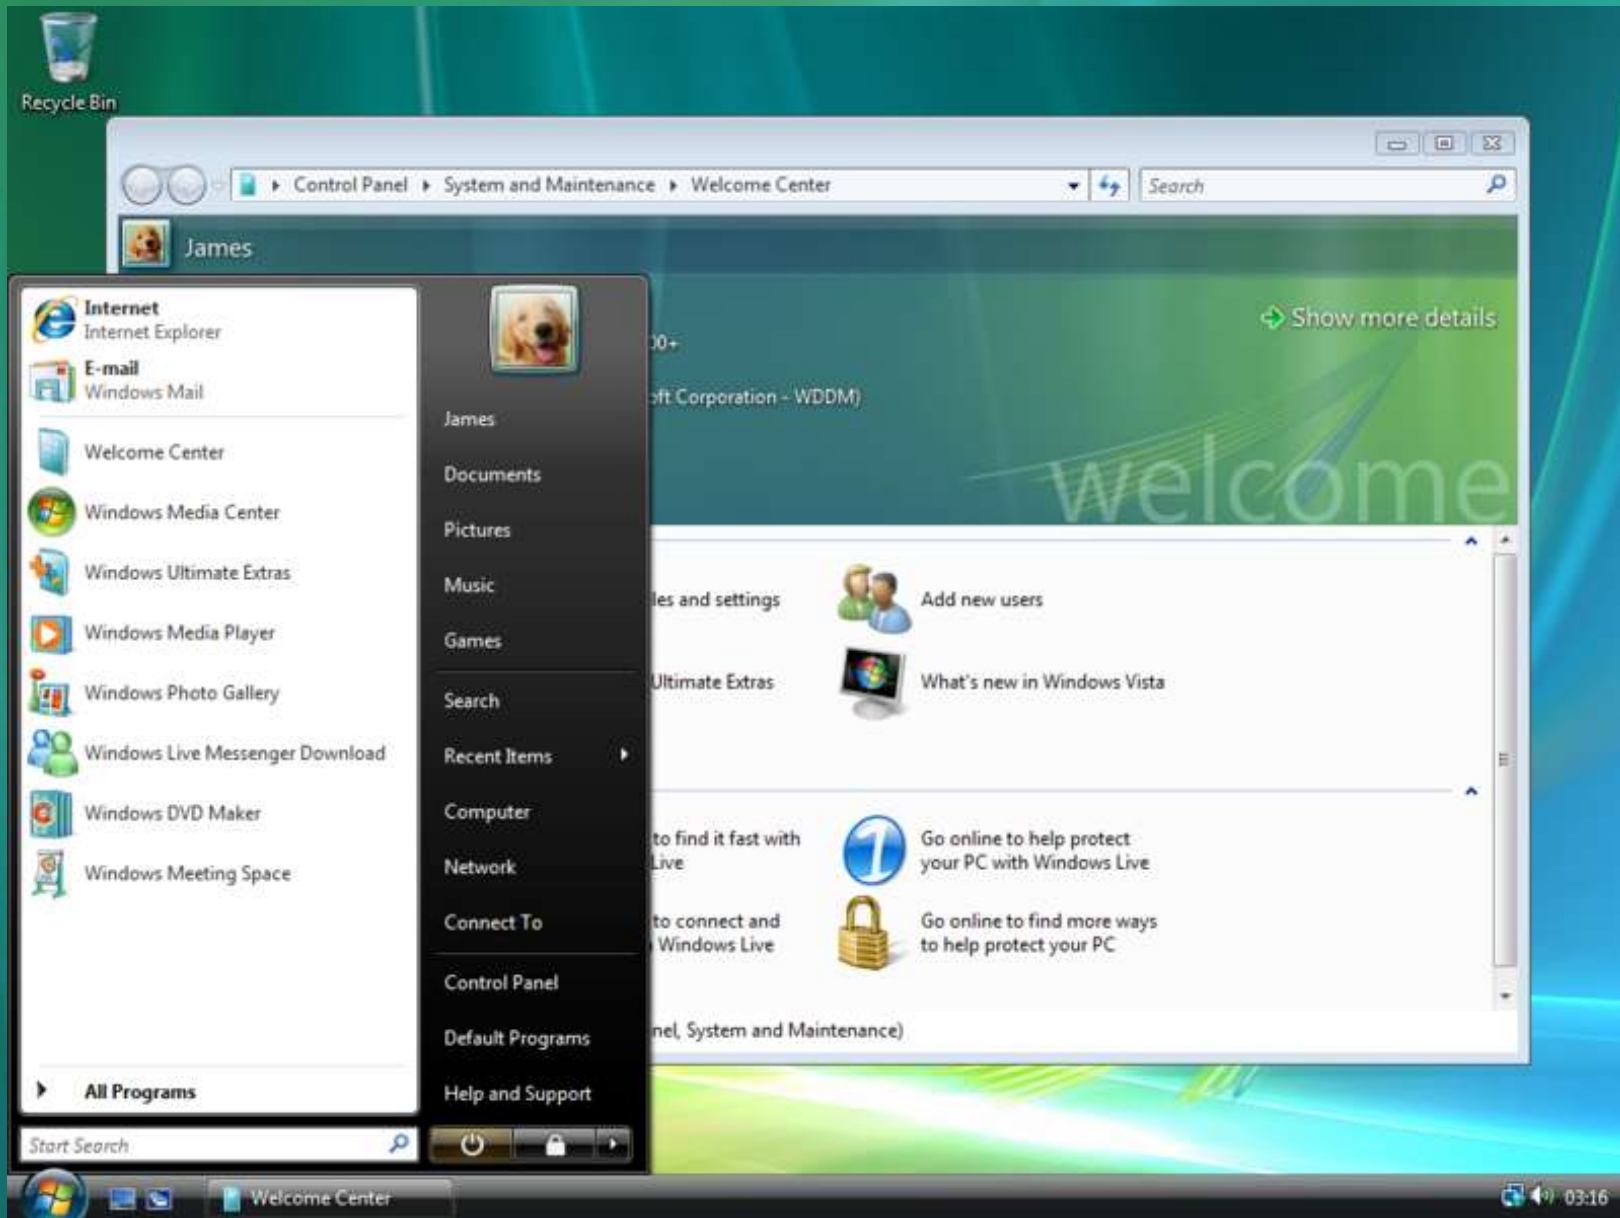 Recycle Bin
Control Panel
System and Maintenance
Welcome Center
Search
James
Show more details
00+
oft Corporation - WDDM)
welcome
les and settings
Add new users
Ultimate Extras
What's new in Windows Vista
to find it fast with
Live
Go online to help protect
your PC with Windows Live
to connect and
Windows Live
Go online to find more ways
to help protect your PC
nel, System and Maintenance)
Internet
Internet Explorer
E-mail
Windows Mail
Welcome Center
Windows Media Center
Windows Ultimate Extras
Windows Media Player
Windows Photo Gallery
Windows Live Messenger Download
Windows DVD Maker
Windows Meeting Space
All Programs
Start Search
James
Documents
Pictures
Music
Games
Search
Recent Items
Computer
Network
Connect To
Control Panel
Default Programs
Help and Support
Welcome Center
03:16